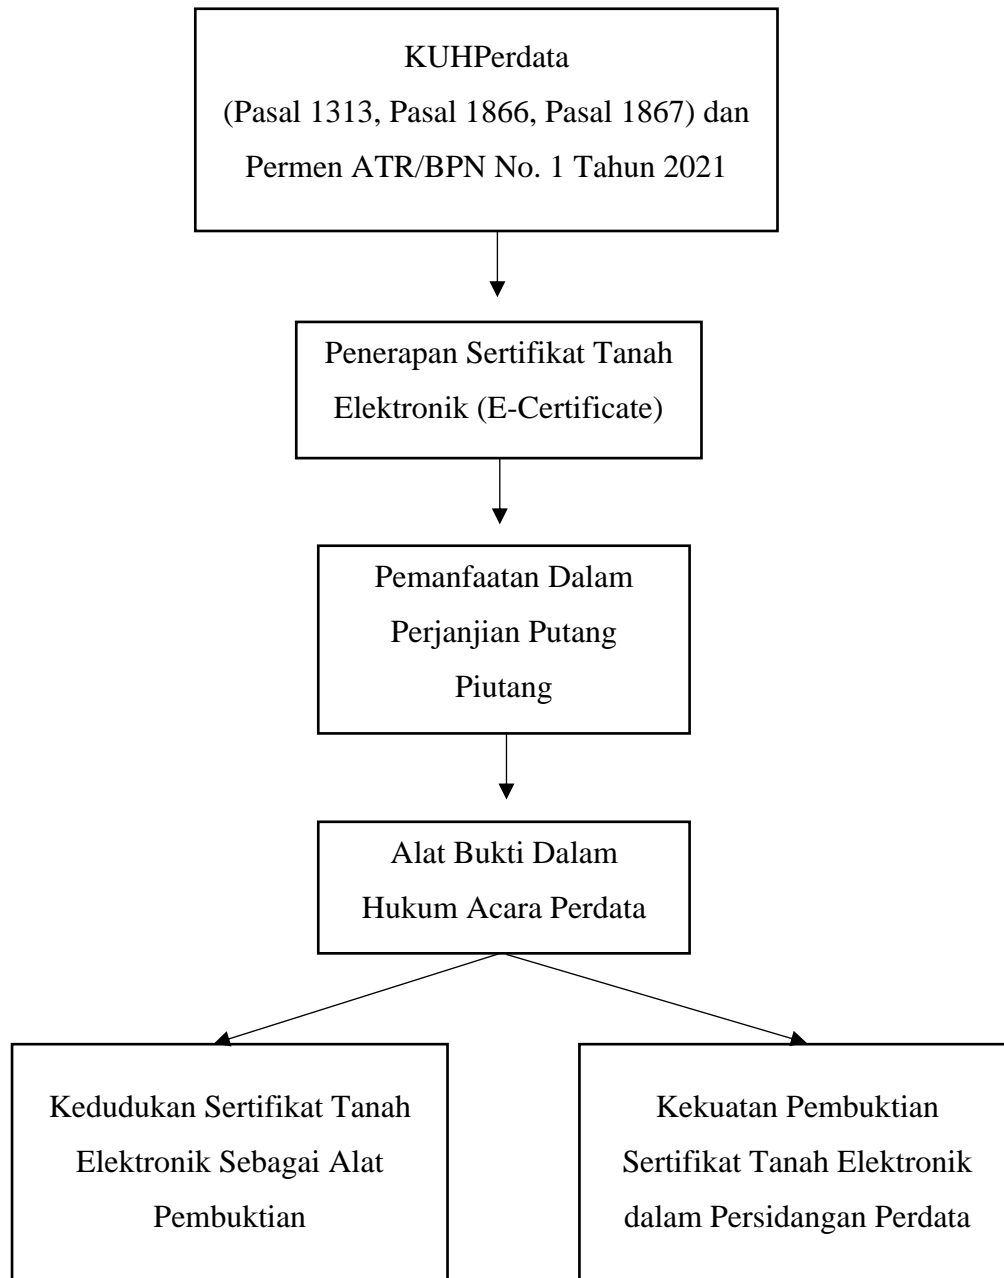 KUHPerdata
(Pasal 1313, Pasal 1866, Pasal 1867) dan
Permen ATR/BPN No. 1 Tahun 2021
Penerapan Sertifikat Tanah
Elektronik (E-Certificate)
Pemanfaatan Dalam
Perjanjian Putang
Piutang
Alat Bukti Dalam
Hukum Acara Perdata
Kedudukan Sertifikat Tanah
Elektronik Sebagai Alat
Pembuktian
Kekuatan Pembuktian
Sertifikat Tanah Elektronik
dalam Persidangan Perdata